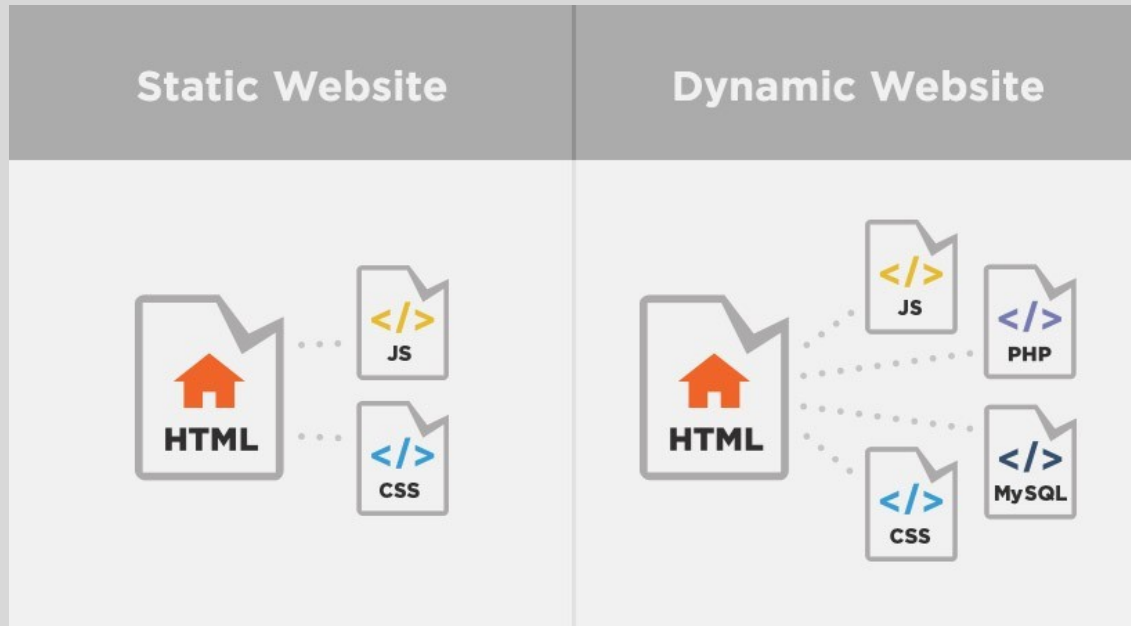 Static Website
Dynamic Website
HTML
</>
JS
</>
CSS
HTML
</>
JS
</>
PHP
</>
MySQL
</>
CSS